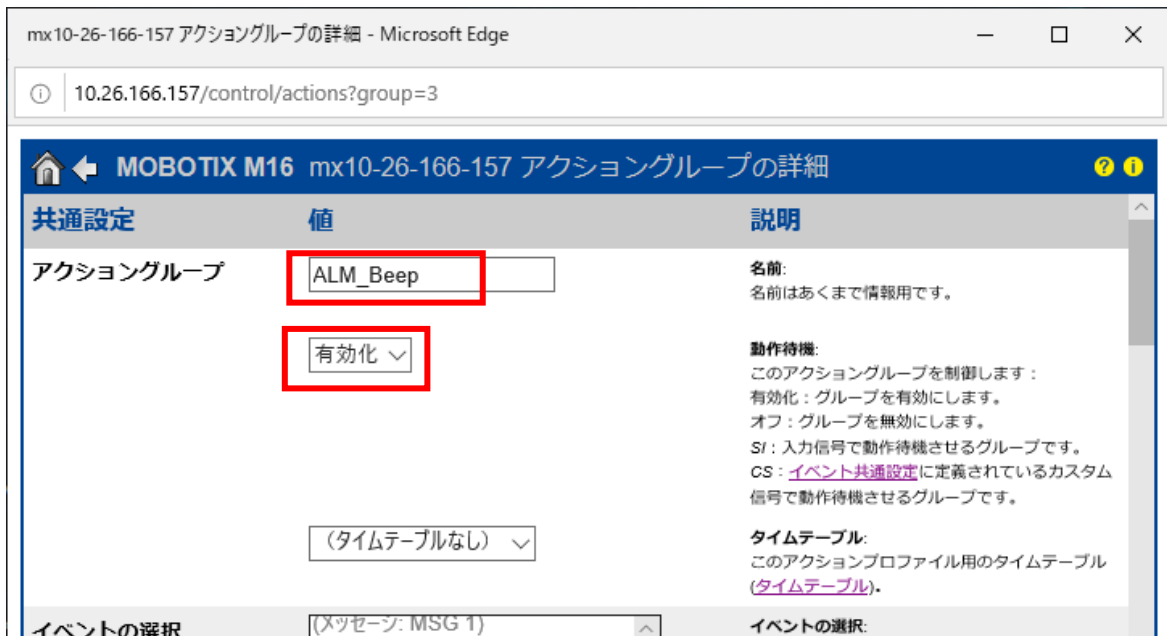 mx10-26-166-157 アクショングループの詳細 - Microsoft Edge
10.26.166.157/control/actions?group=3
MOBOTIX M16 mx10-26-166-157 アクショングループの詳細
共通設定 値 説明
アクショングループ ALM_Beep 名前:
名前はあくまで情報用です。
有効化 動作待機:
このアクショングループを制御します：
有効化：グループを有効にします。
オフ：グループを無効にします。
SI：入力信号で動作待機させるグループです。
CS：イベント共通設定に定義されているカスタム
信号で動作待機させるグループです。
（タイムテーブルなし） タイムテーブル:
このアクションプロファイル用のタイムテーブル
(タイムテーブル).
イベントの選択 (メッセージ: MSG 1) イベントの選択: